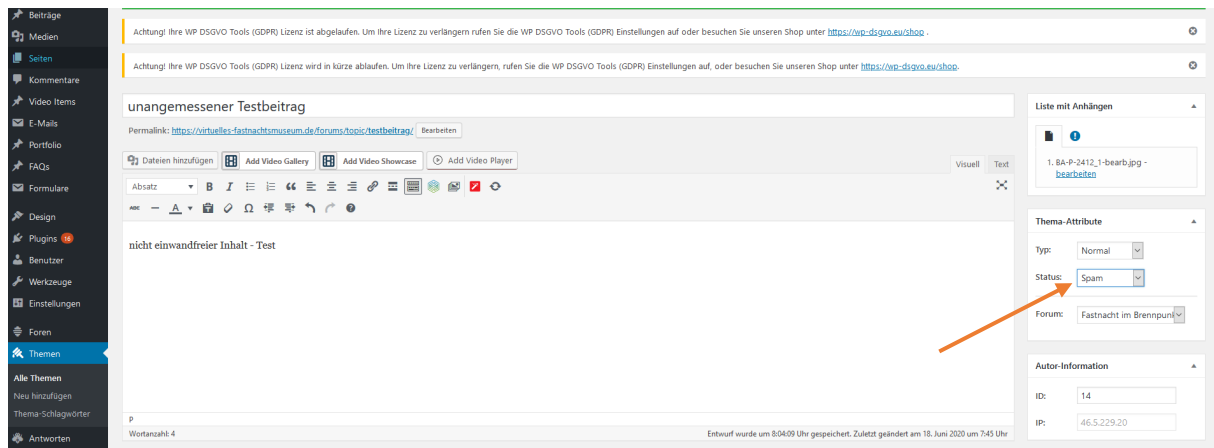 Beiträge
Medien
Seiten
Kommentare
Video Items
E-Mails
Portfolio
FAQs
Formulare
Design
Plugins 16
Benutzer
Werkzeuge
Einstellungen
Foren
Themen
Alle Themen
Neu hinzufügen
Thema-Schlagwörter
Antworten
Achtung! Ihre WP DSGVO Tools (GDPR) Lizenz ist abgelaufen. Um Ihre Lizenz zu verlängern rufen Sie die WP DSGVO Tools (GDPR) Einstellungen auf oder besuchen Sie unseren Shop unter https://wp-dsgvo.eu/shop .
Achtung! Ihre WP DSGVO Tools (GDPR) Lizenz wird in kürze ablaufen. Um Ihre Lizenz zu verlängern, rufen Sie die WP DSGVO Tools (GDPR) Einstellungen auf, oder besuchen Sie unseren Shop unter https://wp-dsgvo.eu/shop.
unangemessener Testbeitrag
Permalink: https://virtuelles-fastnachtsmuseum.de/forums/topic/testbeitrag/ Bearbeiten
Dateien hinzufügen Add Video Gallery Add Video Showcase Add Video Player Visuell Text
Absatz B I
ABC A Ω
nicht einwandfreier Inhalt - Test
p
Wortanzahl: 4 Entwurf wurde um 8:04:09 Uhr gespeichert. Zuletzt geändert am 18. Juni 2020 um 7:45 Uhr
Liste mit Anhängen
1. BA-P-2412_1-bearb.jpg -
bearbeiten
Thema-Attribute
Typ: Normal
Status: Spam
Forum: Fastnacht im Brennpunk
Autor-Information
ID: 14
IP: 46.5.229.20